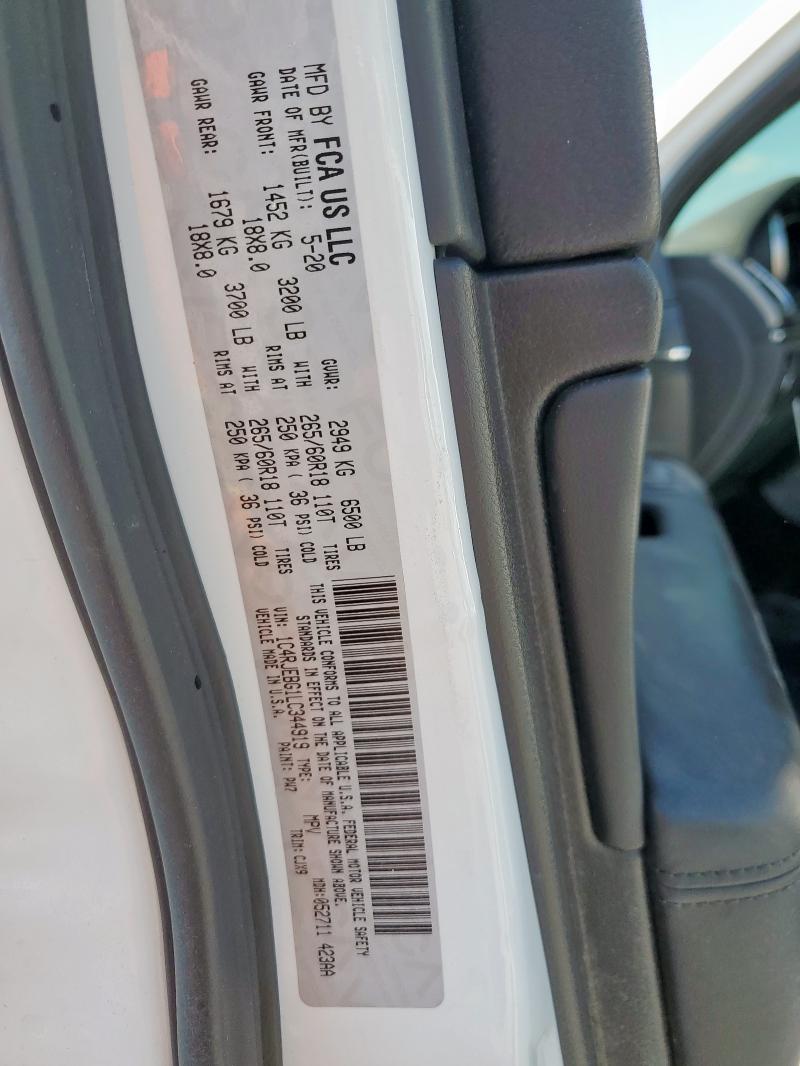 MFD BY FCA US LLC
DATE OF MFR(BUILT): 5-20 GVWR: 2949 KG 6500 LB
GAWR FRONT: 1452 KG 3200 LB WITH 265/60R18 110T TIRES
18X8.0 RIMS AT 250 KPA ( 36 PSI) COLD
GAWR REAR: 1679 KG 3700 LB WITH 265/60R18 110T TIRES
18X8.0 RIMS AT 250 KPA ( 36 PSI) COLD
THIS VEHICLE CONFORMS TO ALL APPLICABLE U.S.A. FEDERAL MOTOR VEHICLE SAFETY
STANDARDS IN EFFECT ON THE DATE OF MANUFACTURE SHOWN ABOVE.
VIN: 1C4RJEBG1LC344919 TYPE: MPV MDH:052711 423AA
VEHICLE MADE IN U.S.A. PAINT: PW7 TRIM: CJX9